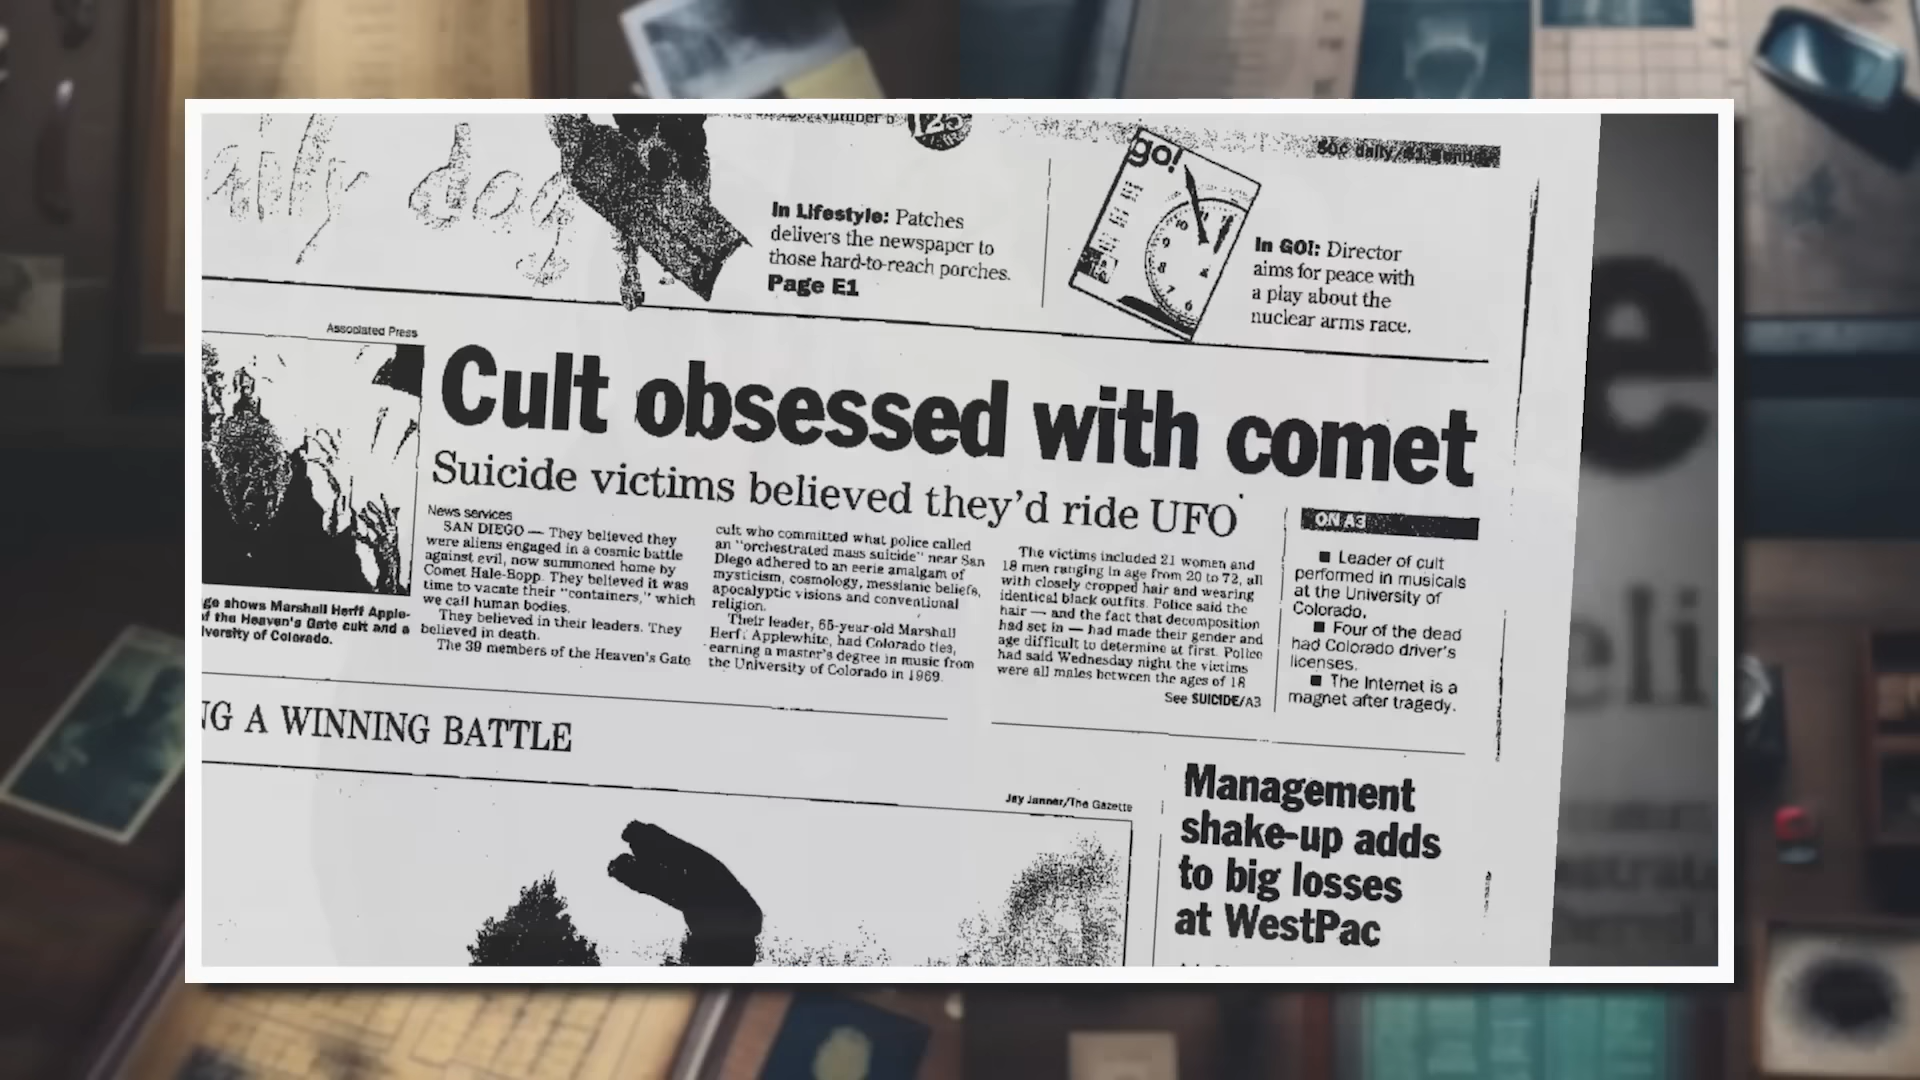 Number
125
50¢ daily/$1 Sunday
ally dog
go!
In Lifestyle: Patches
delivers the newspaper to
those hard-to-reach porches.
Page E1
In GO!: Director
aims for peace with
a play about the
nuclear arms race.
Associated Press
Cult obsessed with comet
Suicide victims believed they'd ride UFO
ge shows Marshall Herff Apple-
f the Heaven's Gate cult and a
iversity of Colorado.
News services
SAN DIEGO — They believed they
were aliens engaged in a cosmic battle
against evil, now summoned home by
Comet Hale-Bopp. They believed it was
time to vacate their "containers," which
we call human bodies.
They believed in their leaders. They
believed in death.
The 39 members of the Heaven's Gate
cult who committed what police called
an "orchestrated mass suicide" near San
Diego adhered to an eerie amalgam of
mysticism, cosmology, messianic beliefs,
apocalyptic visions and conventional
religion.
Their leader, 65-year-old Marshall
Herff Applewhite, had Colorado ties,
earning a master's degree in music from
the University of Colorado in 1969.
The victims included 21 women and
18 men ranging in age from 20 to 72, all
with closely cropped hair and wearing
identical black outfits. Police said the
hair — and the fact that decomposition
had set in — had made their gender and
age difficult to determine at first. Police
had said Wednesday night the victims
were all males between the ages of 18
See SUICIDE/A3
ON A3
■ Leader of cult
performed in musicals
at the University of
Colorado.
■ Four of the dead
had Colorado driver's
licenses.
■ The Internet is a
magnet after tragedy.
NG A WINNING BATTLE
Jay Janner/The Gazette
Management
shake-up adds
to big losses
at WestPac
e
eli